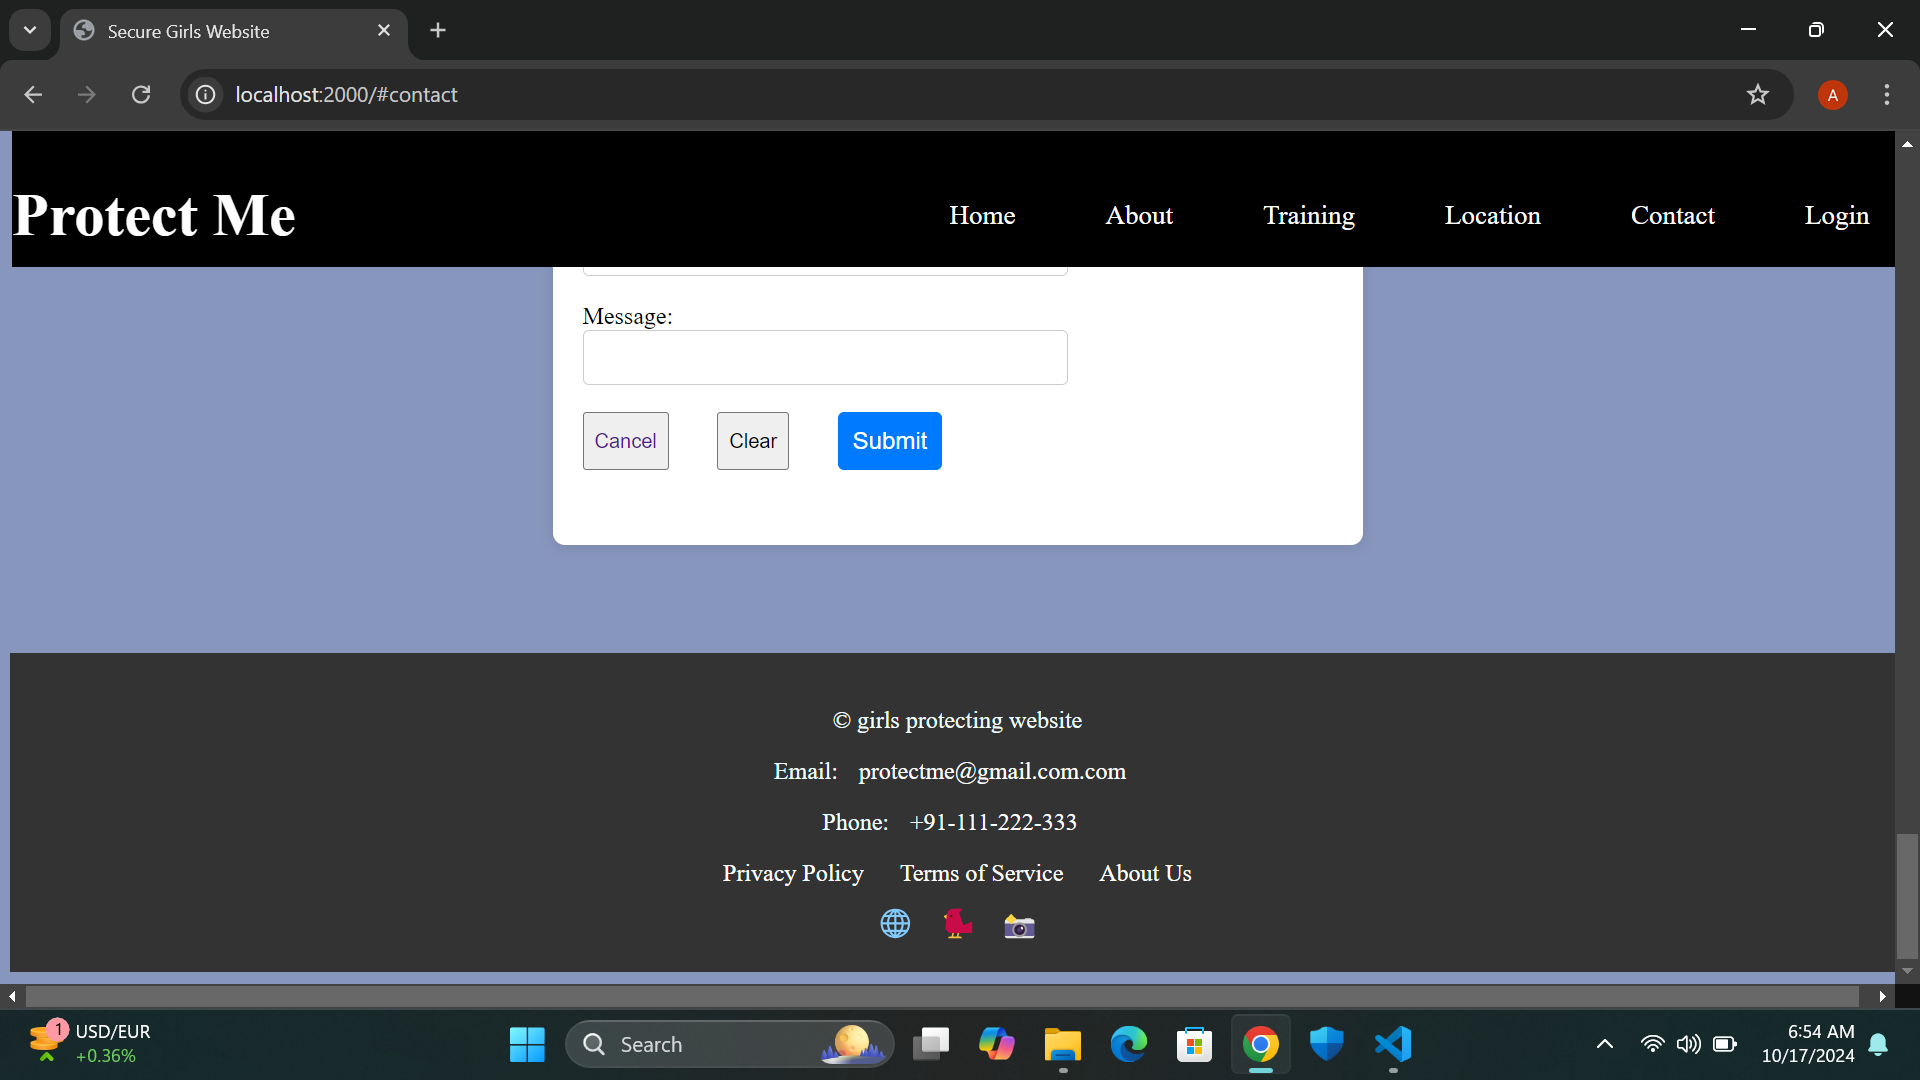 Secure Girls Website
localhost:2000/#contact
A
Protect Me
Home About Training Location Contact Login
Message:
Cancel Clear Submit
© girls protecting website
Email: protectme@gmail.com.com
Phone: +91-111-222-333
Privacy Policy Terms of Service About Us
1 USD/EUR
+0.36%
Search
6:54 AM
10/17/2024